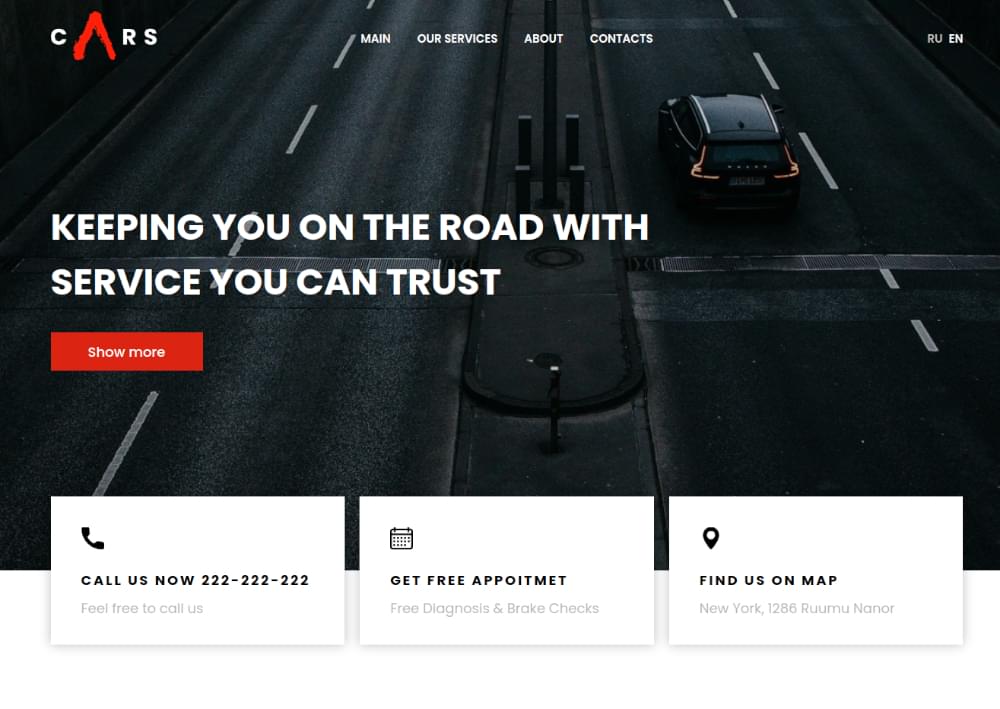 CARS
MAIN OUR SERVICES ABOUT CONTACTS RU EN
KEEPING YOU ON THE ROAD WITH
SERVICE YOU CAN TRUST
Show more
CALL US NOW 222-222-222
Feel free to call us
GET FREE APPOITMET
Free Diagnosis & Brake Checks
FIND US ON MAP
New York, 1286 Ruumu Nanor